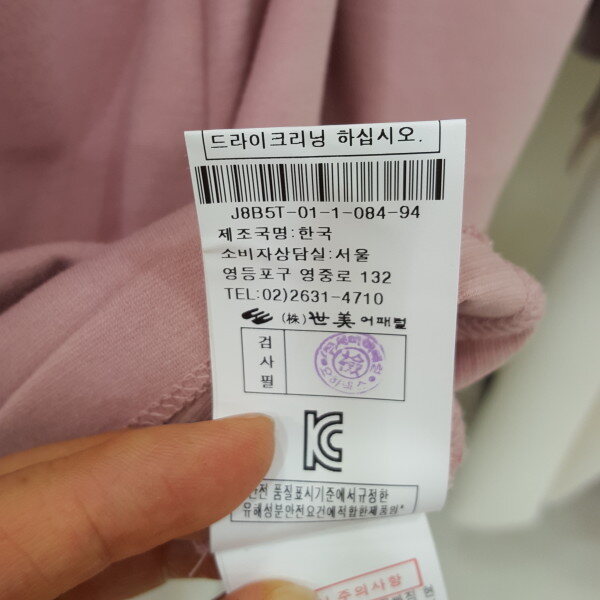 드라이크리닝 하십시오.
J8B5T-01-1-084-94
제조국명:한국
소비자상담실:서울
영등포구 영중로 132
TEL:02)2631-4710
(株)世美어패럴
검사필
KC
안전 품질표시기준에서규정한
유해성분안전요건에적합한제품임
주의사항